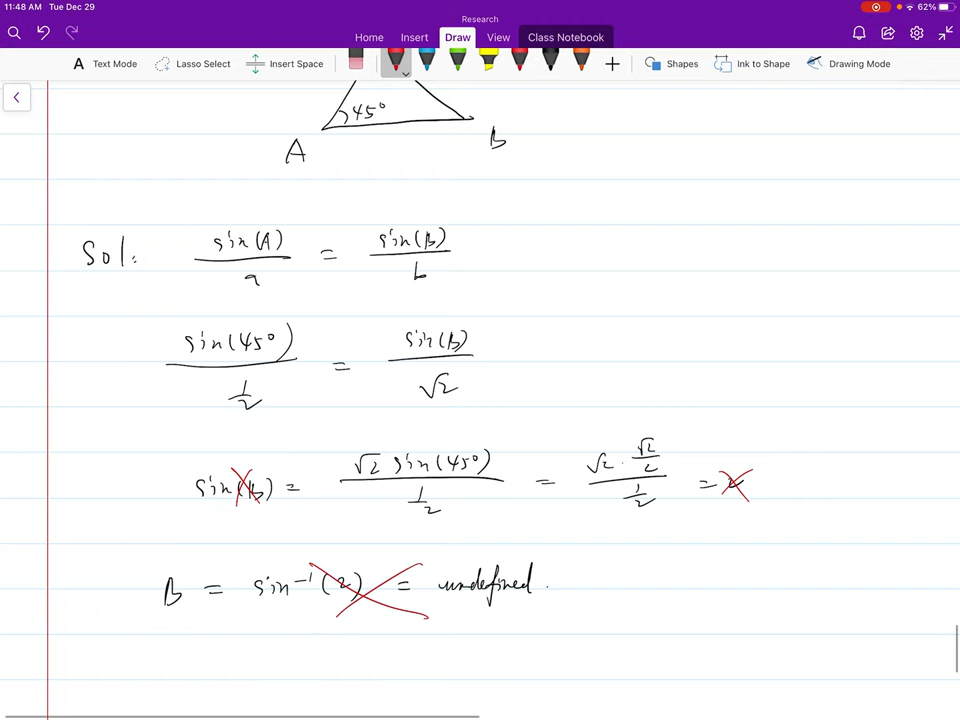 11:48 AM Tue Dec 29
62%
Research
Home Insert Draw View Class Notebook
A Text Mode Lasso Select Insert Space Shapes Ink to Shape Drawing Mode
45°
A B
Sol: sin(A)/a = sin(B)/b
sin(45°)/(1/2) = sin(B)/√2
sin(B) = √2 sin(45°)/(1/2) = (√2 · √2/2)/(1/2) = 2
B = sin⁻¹(2) = undefined.